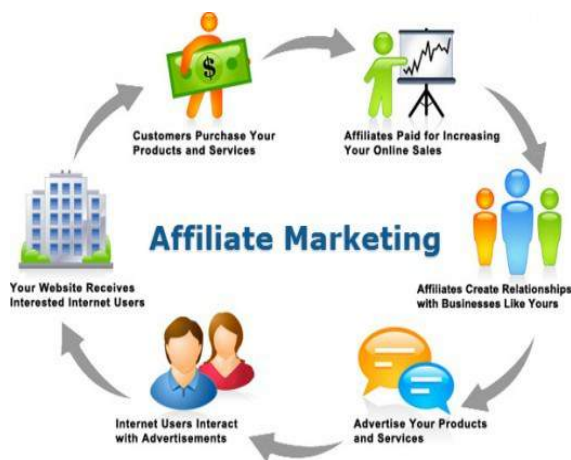 $
Customers Purchase Your
Products and Services
Affiliates Paid for Increasing
Your Online Sales
Affiliate Marketing
Your Website Receives
Interested Internet Users
Affiliates Create Relationships
with Businesses Like Yours
Internet Users Interact
with Advertisements
Advertise Your Products
and Services